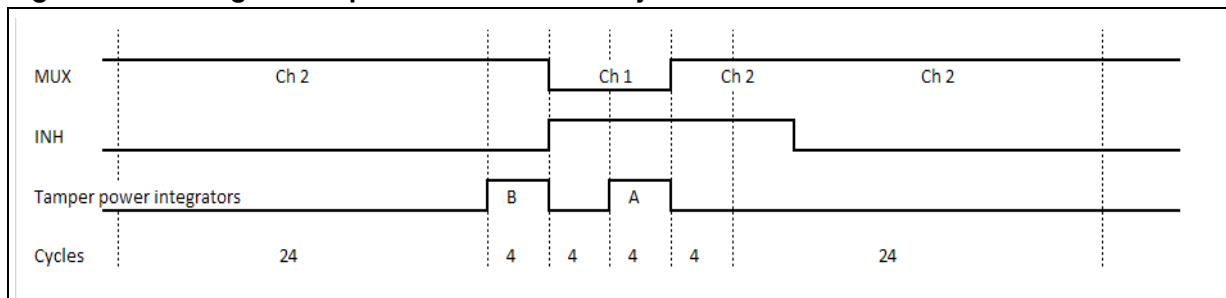 MUX Ch 2 Ch 1 Ch 2 Ch 2
INH
Tamper power integrators B A
Cycles 24 4 4 4 4 24